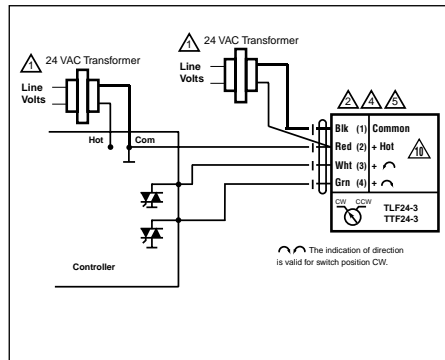 1 24 VAC Transformer
1 24 VAC Transformer
Line Volts
Line Volts
Hot Com
2 4 5
Blk (1) Common
Red (2) + Hot
10
Wht (3) +
Grn (4) +
CW CCW
TLF24-3
TTF24-3
The indication of direction
is valid for switch position CW.
Controller